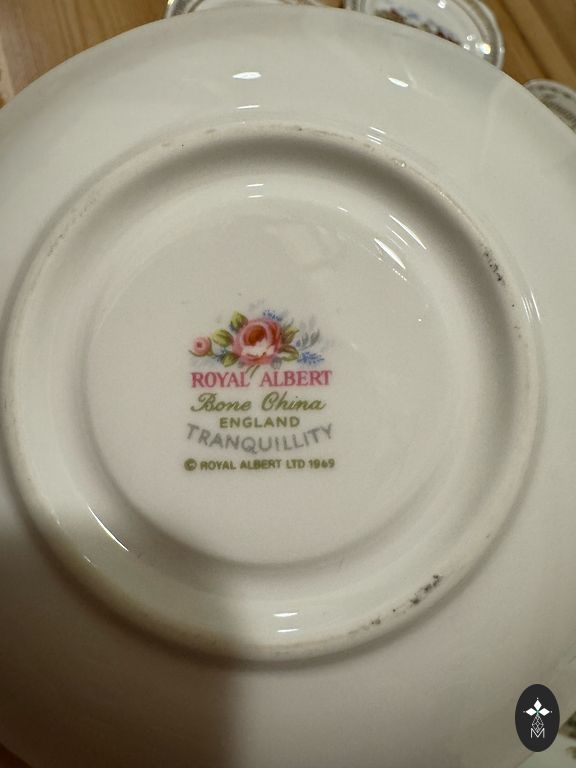 ROYAL ALBERT
Bone China
ENGLAND
TRANQUILLITY
© ROYAL ALBERT LTD 1969
M